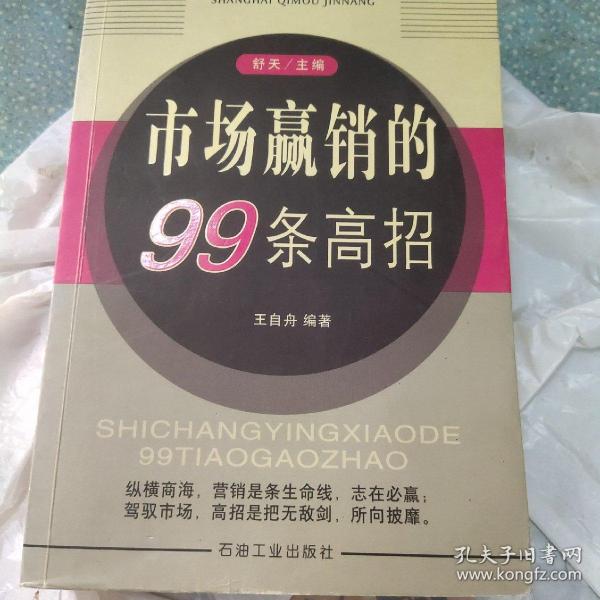 SHANGHAI QIMOU JINNANG
舒天/主编
市场赢销的
99条高招
王自舟 编著
SHICHANGYINGXIAODE
99TIAOGAOZHAO
纵横商海，营销是条生命线，志在必赢；
驾驭市场，高招是把无敌剑，所向披靡。
石油工业出版社
孔夫子旧书网
www.kongfz.com